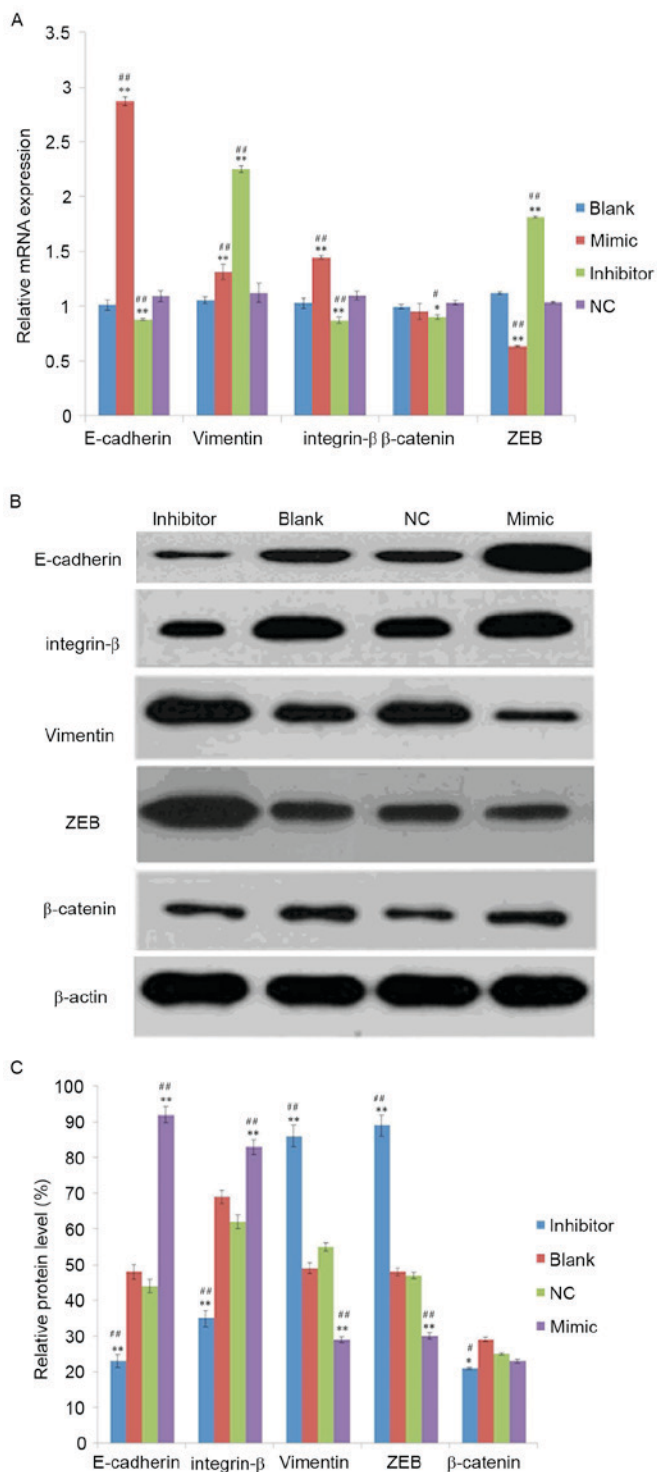 A
Relative mRNA expression
3.5
3
2.5
2
1.5
1
0.5
0
##
**
##
**
##
**
##
**
##
**
##
**
#
*
##
**
##
**
E-cadherin Vimentin integrin-β β-catenin ZEB
Blank
Mimic
Inhibitor
NC
B
Inhibitor Blank NC Mimic
E-cadherin
integrin-β
Vimentin
ZEB
β-catenin
β-actin
C
Relative protein level (%)
100
90
80
70
60
50
40
30
20
10
0
##
**
##
**
##
**
##
**
##
**
##
**
##
**
##
**
#
*
E-cadherin integrin-β Vimentin ZEB β-catenin
Inhibitor
Blank
NC
Mimic